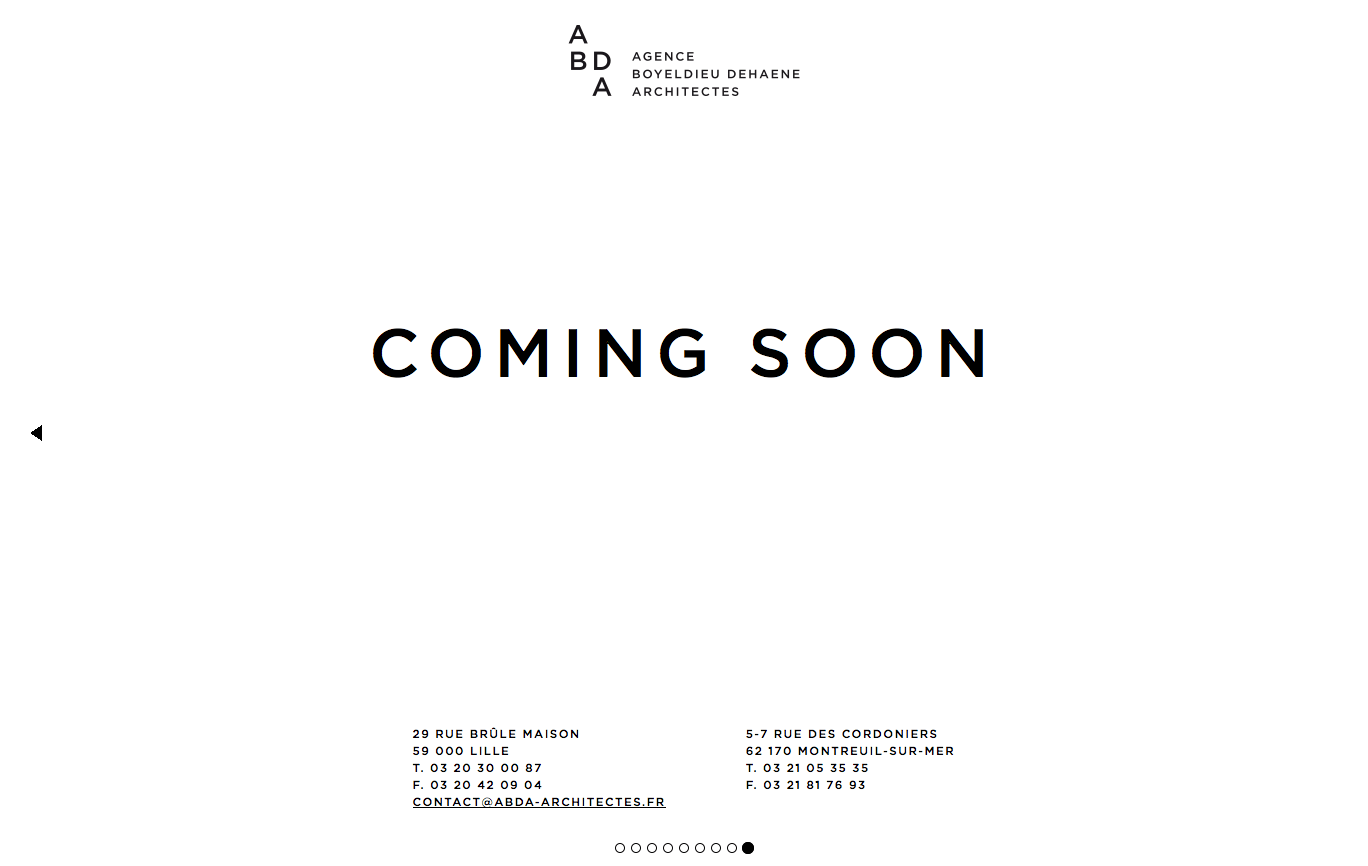 A
BD
A
AGENCE
BOYELDIEU DEHAENE
ARCHITECTES
COMING SOON
29 RUE BRÛLE MAISON
59 000 LILLE
T. 03 20 30 00 87
F. 03 20 42 09 04
CONTACT@ABDA-ARCHITECTES.FR
5-7 RUE DES CORDONIERS
62 170 MONTREUIL-SUR-MER
T. 03 21 05 35 35
F. 03 21 81 76 93